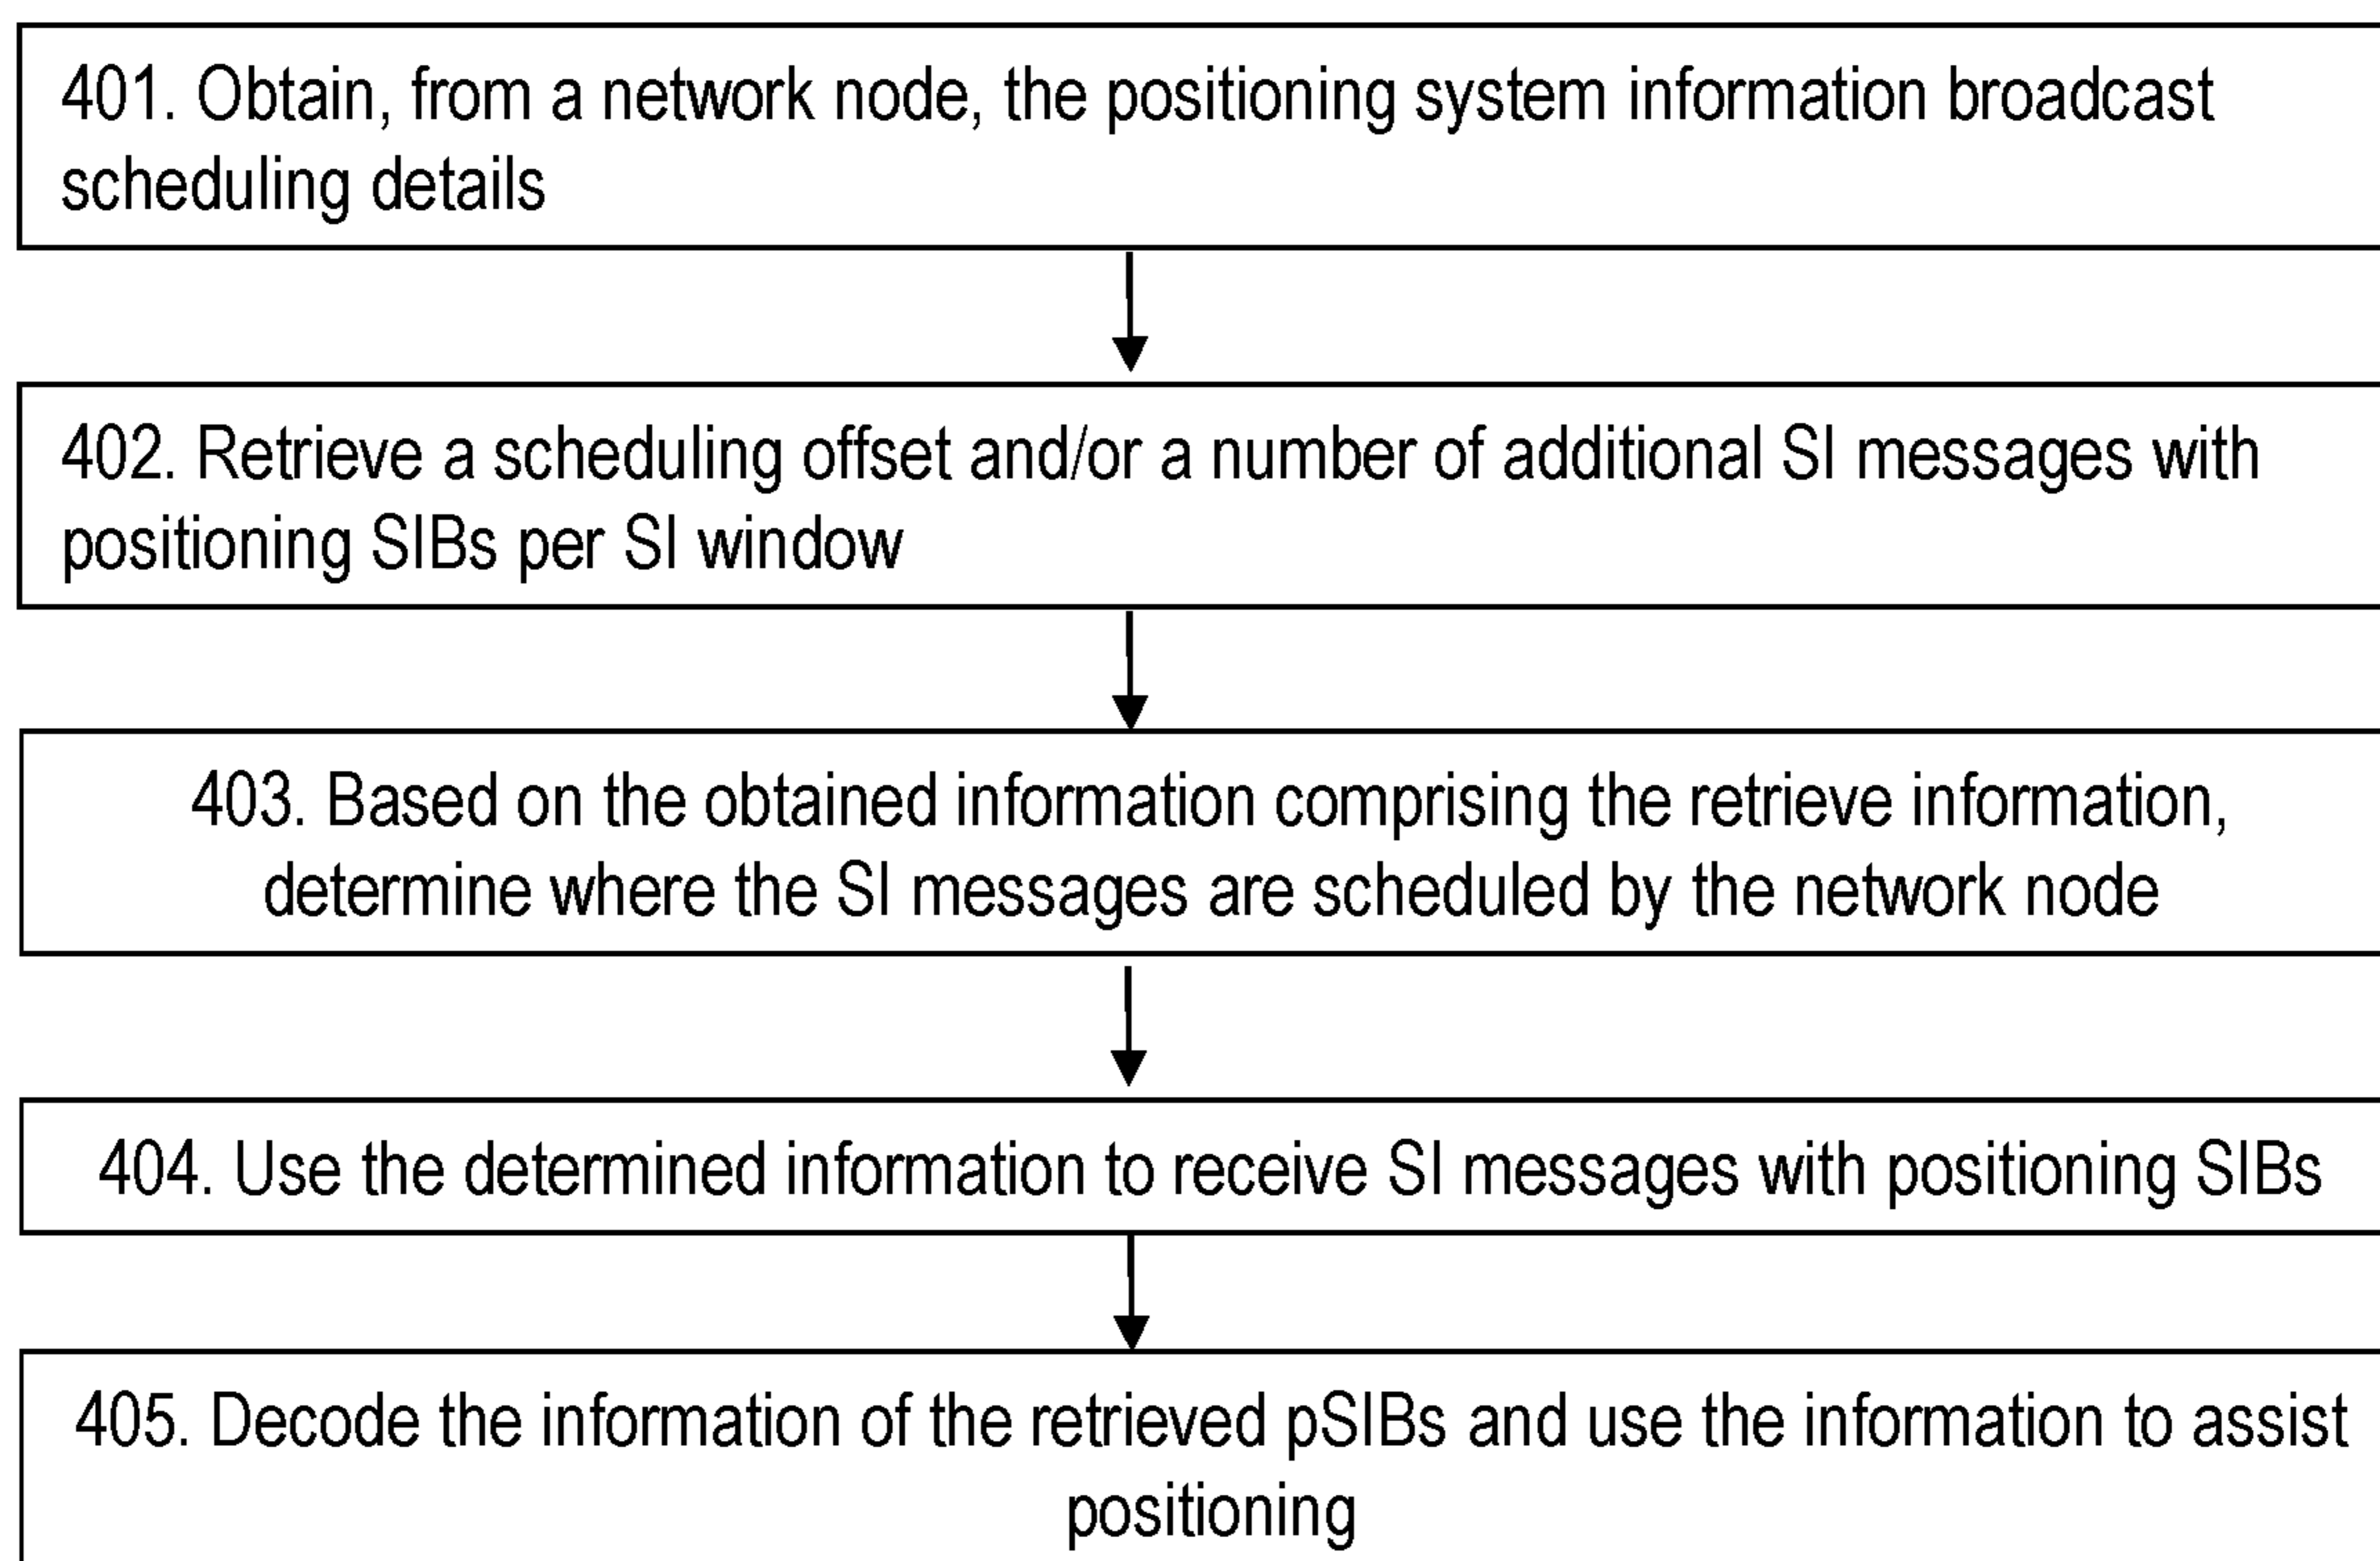 401. Obtain, from a network node, the positioning system information broadcast
scheduling details
402. Retrieve a scheduling offset and/or a number of additional SI messages with
positioning SIBs per SI window
403. Based on the obtained information comprising the retrieve information,
determine where the SI messages are scheduled by the network node
404. Use the determined information to receive SI messages with positioning SIBs
405. Decode the information of the retrieved pSIBs and use the information to assist
positioning